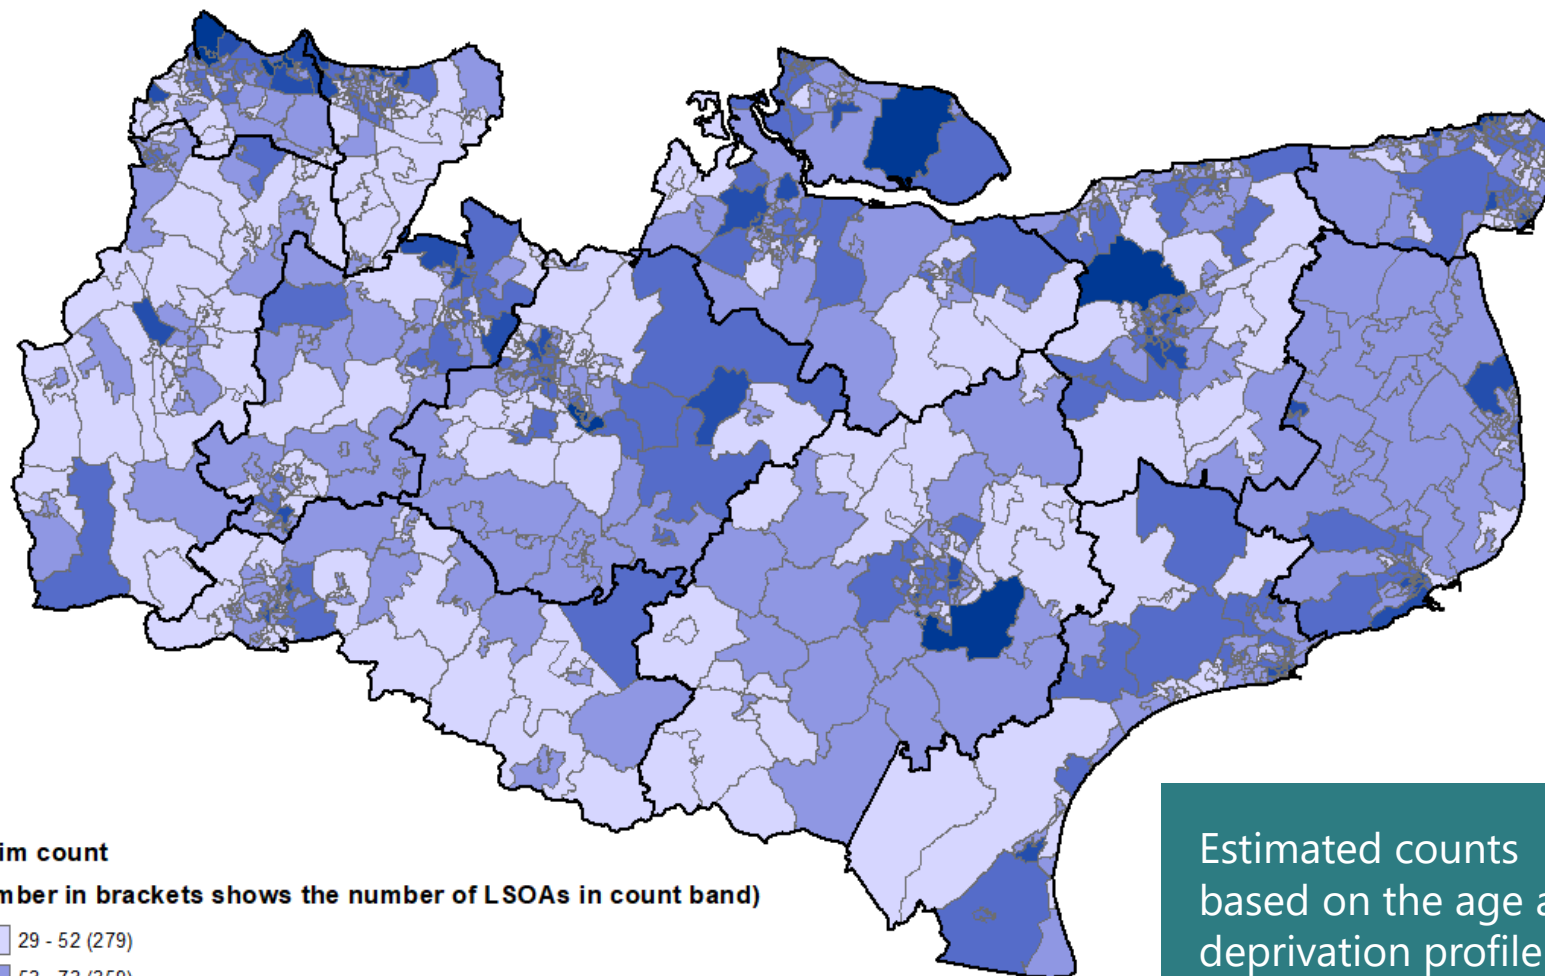 im count
mber in brackets shows the number of LSOAs in count band)
29 - 52 (279)
Estimated counts
based on the age a
deprivation profile